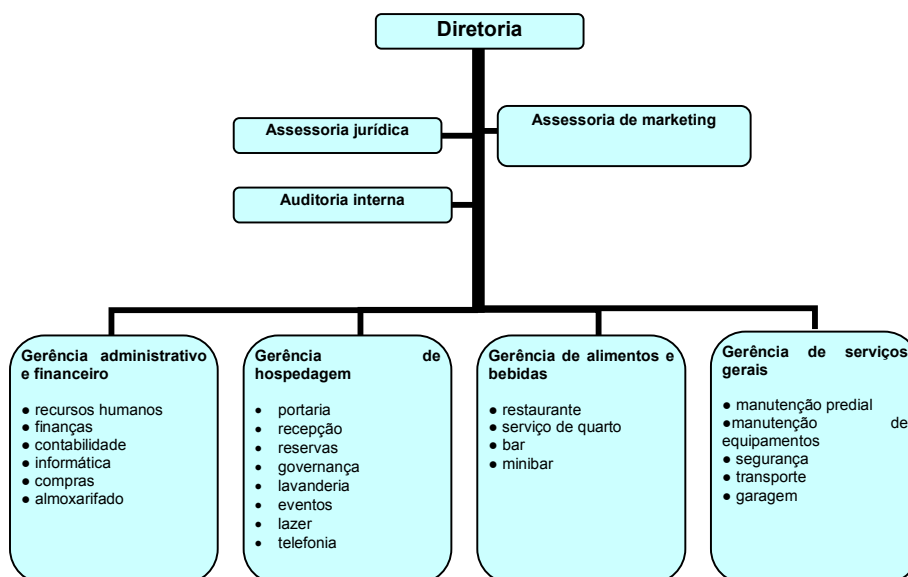 Diretoria
Assessoria jurídica
Assessoria de marketing
Auditoria interna
Gerência administrativo
e financeiro
● recursos humanos
● finanças
● contabilidade
● informática
● compras
● almoxarifado
Gerência de
hospedagem
• portaria
• recepção
• reservas
• governança
• lavanderia
• eventos
• lazer
• telefonia
Gerência de alimentos e
bebidas
● restaurante
● serviço de quarto
● bar
● minibar
Gerência de serviços
gerais
● manutenção predial
●manutenção de
equipamentos
● segurança
● transporte
● garagem